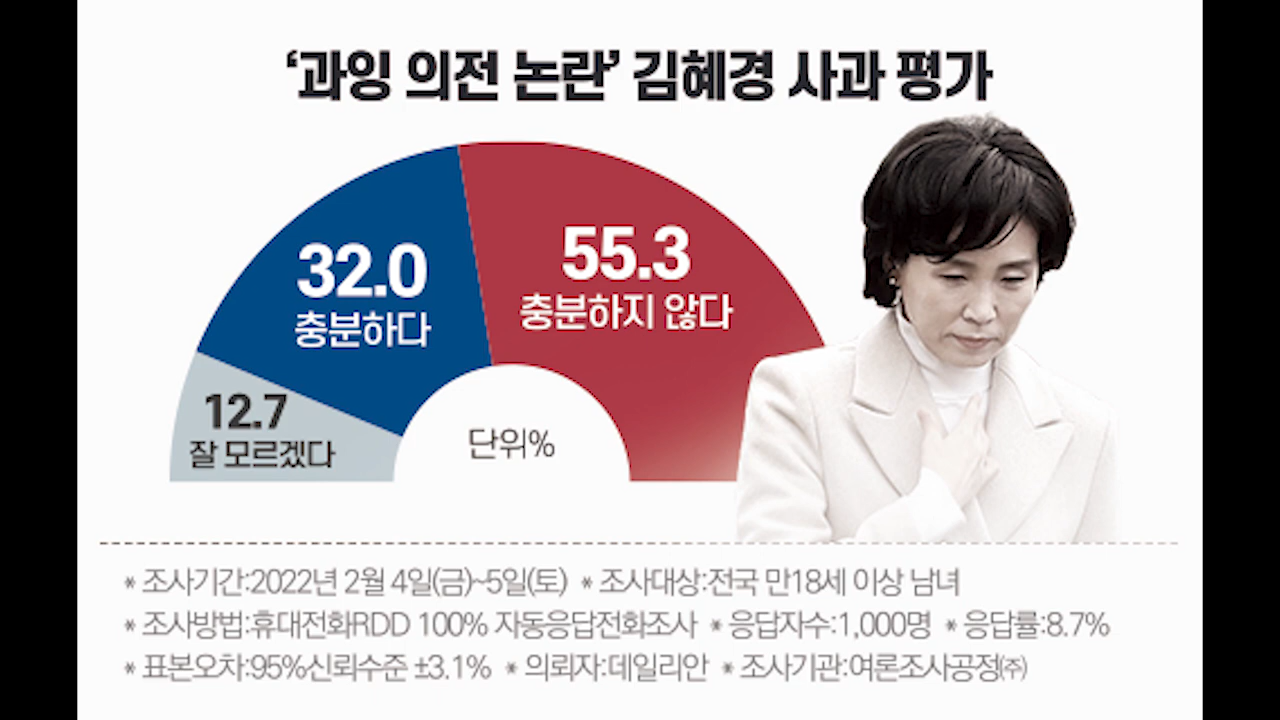 ‘과잉 의전 논란’ 김혜경 사과 평가
55.3
충분하지 않다
32.0
충분하다
12.7
잘 모르겠다
단위%
* 조사기간:2022년 2월 4일(금)~5일(토) * 조사대상:전국 만18세 이상 남녀
* 조사방법:휴대전화RDD 100% 자동응답전화조사 * 응답자수:1,000명 * 응답률:8.7%
* 표본오차:95%신뢰수준 ±3.1% * 의뢰자:데일리안 * 조사기관:여론조사공정㈜